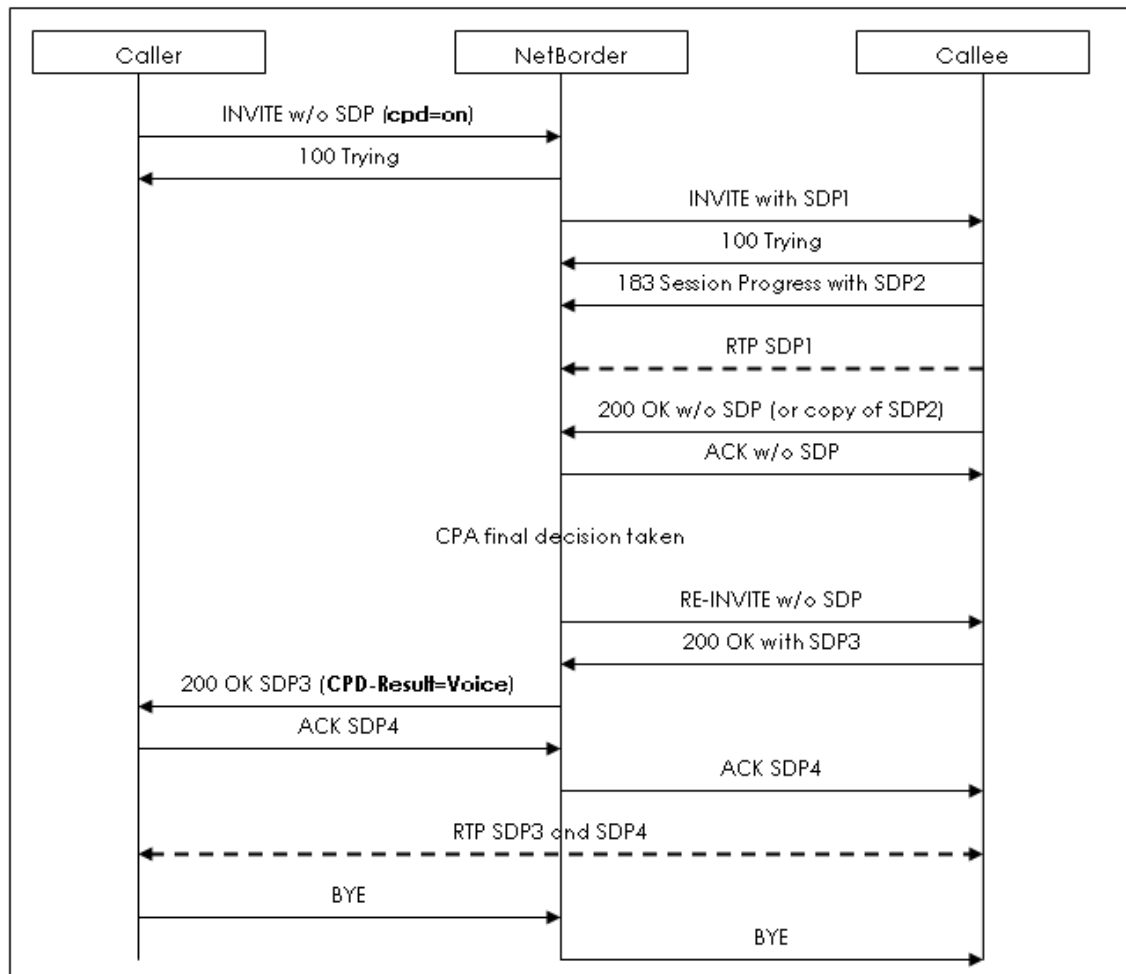 Caller
NetBorder
Callee
INVITE w/o SDP (cpd=on)
100 Trying
INVITE with SDP1
100 Trying
183 Session Progress with SDP2
RTP SDP1
200 OK w/o SDP (or copy of SDP2)
ACK w/o SDP
CPA final decision taken
RE-INVITE w/o SDP
200 OK with SDP3
200 OK SDP3 (CPD-Result=Voice)
ACK SDP4
ACK SDP4
RTP SDP3 and SDP4
BYE
BYE